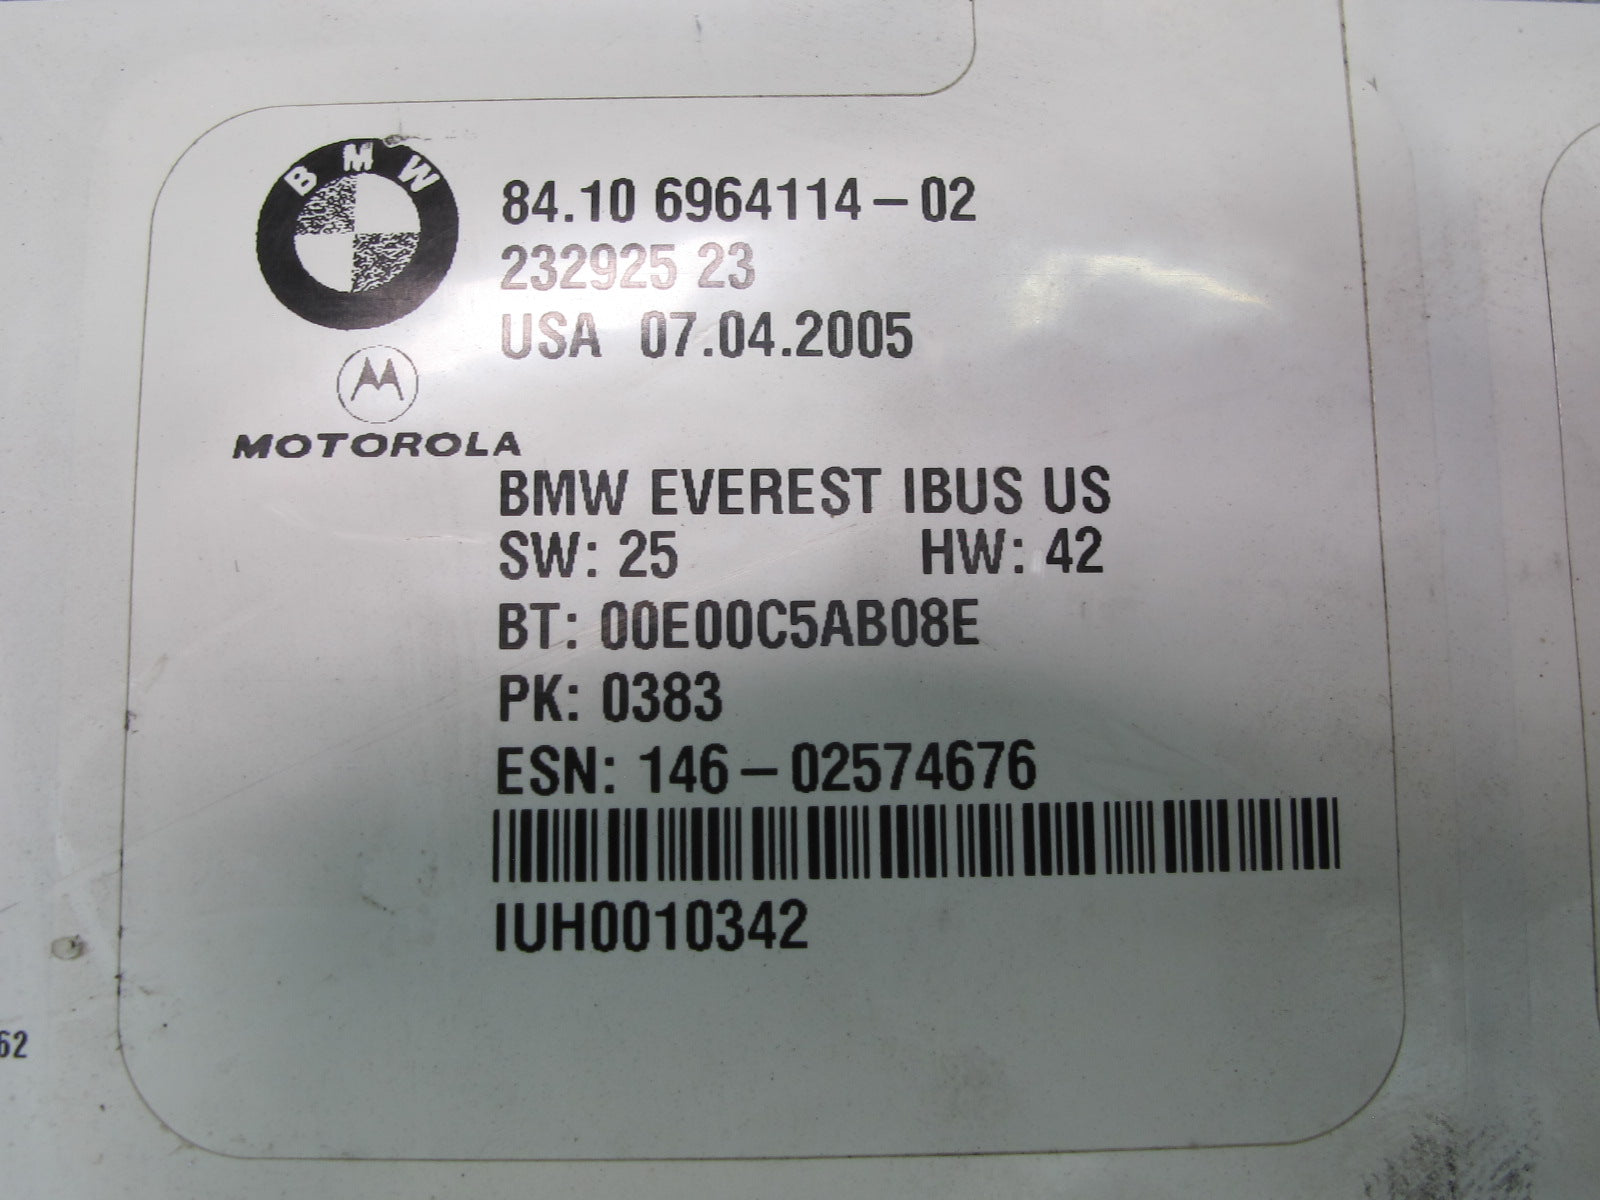 BMW
84.10 6964114-02
232925 23
USA 07.04.2005
MOTOROLA
BMW EVEREST IBUS US
SW: 25 HW: 42
BT: 00E00C5AB08E
PK: 0383
ESN: 146-02574676
IUH0010342
62